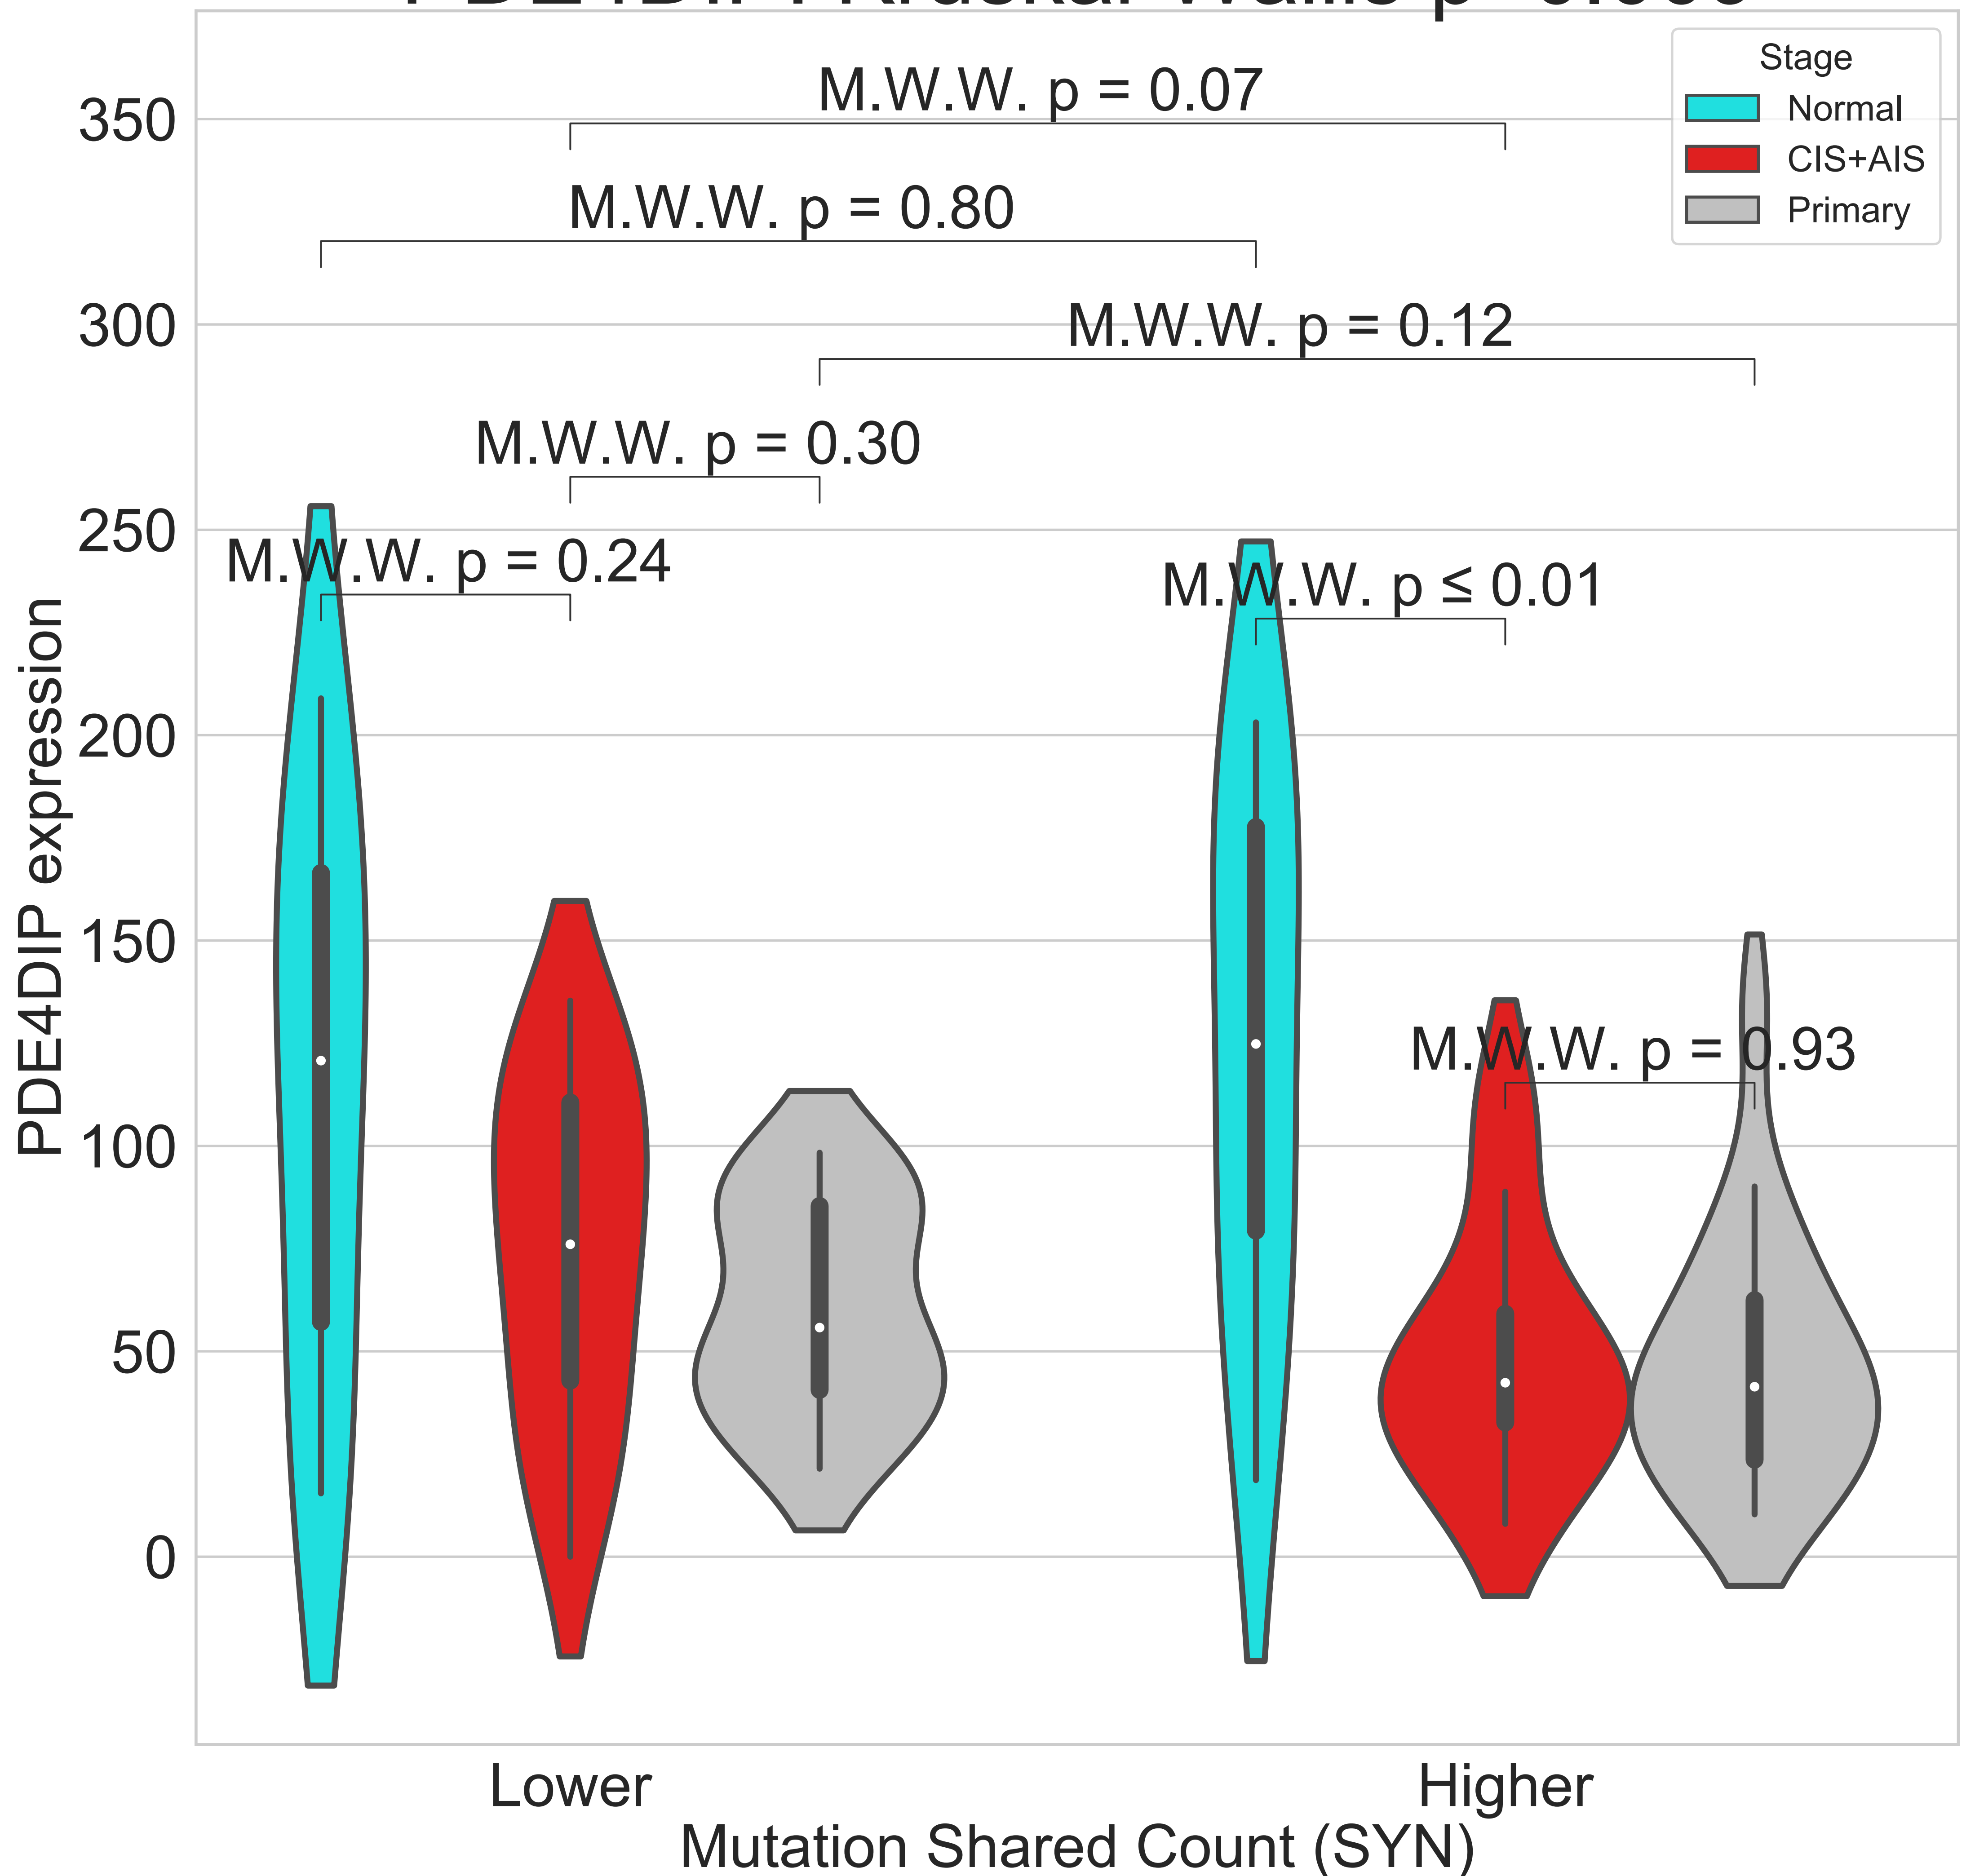 Stage
Normal
CIS+AIS
Primary
M.W.W. p = 0.07
M.W.W. p = 0.80
M.W.W. p = 0.12
M.W.W. p = 0.30
M.W.W. p = 0.24
M.W.W. p ≤ 0.01
M.W.W. p = 0.93
350
300
250
200
150
100
50
0
PDE4DIP expression
Lower
Higher
Mutation Shared Count (SYN)